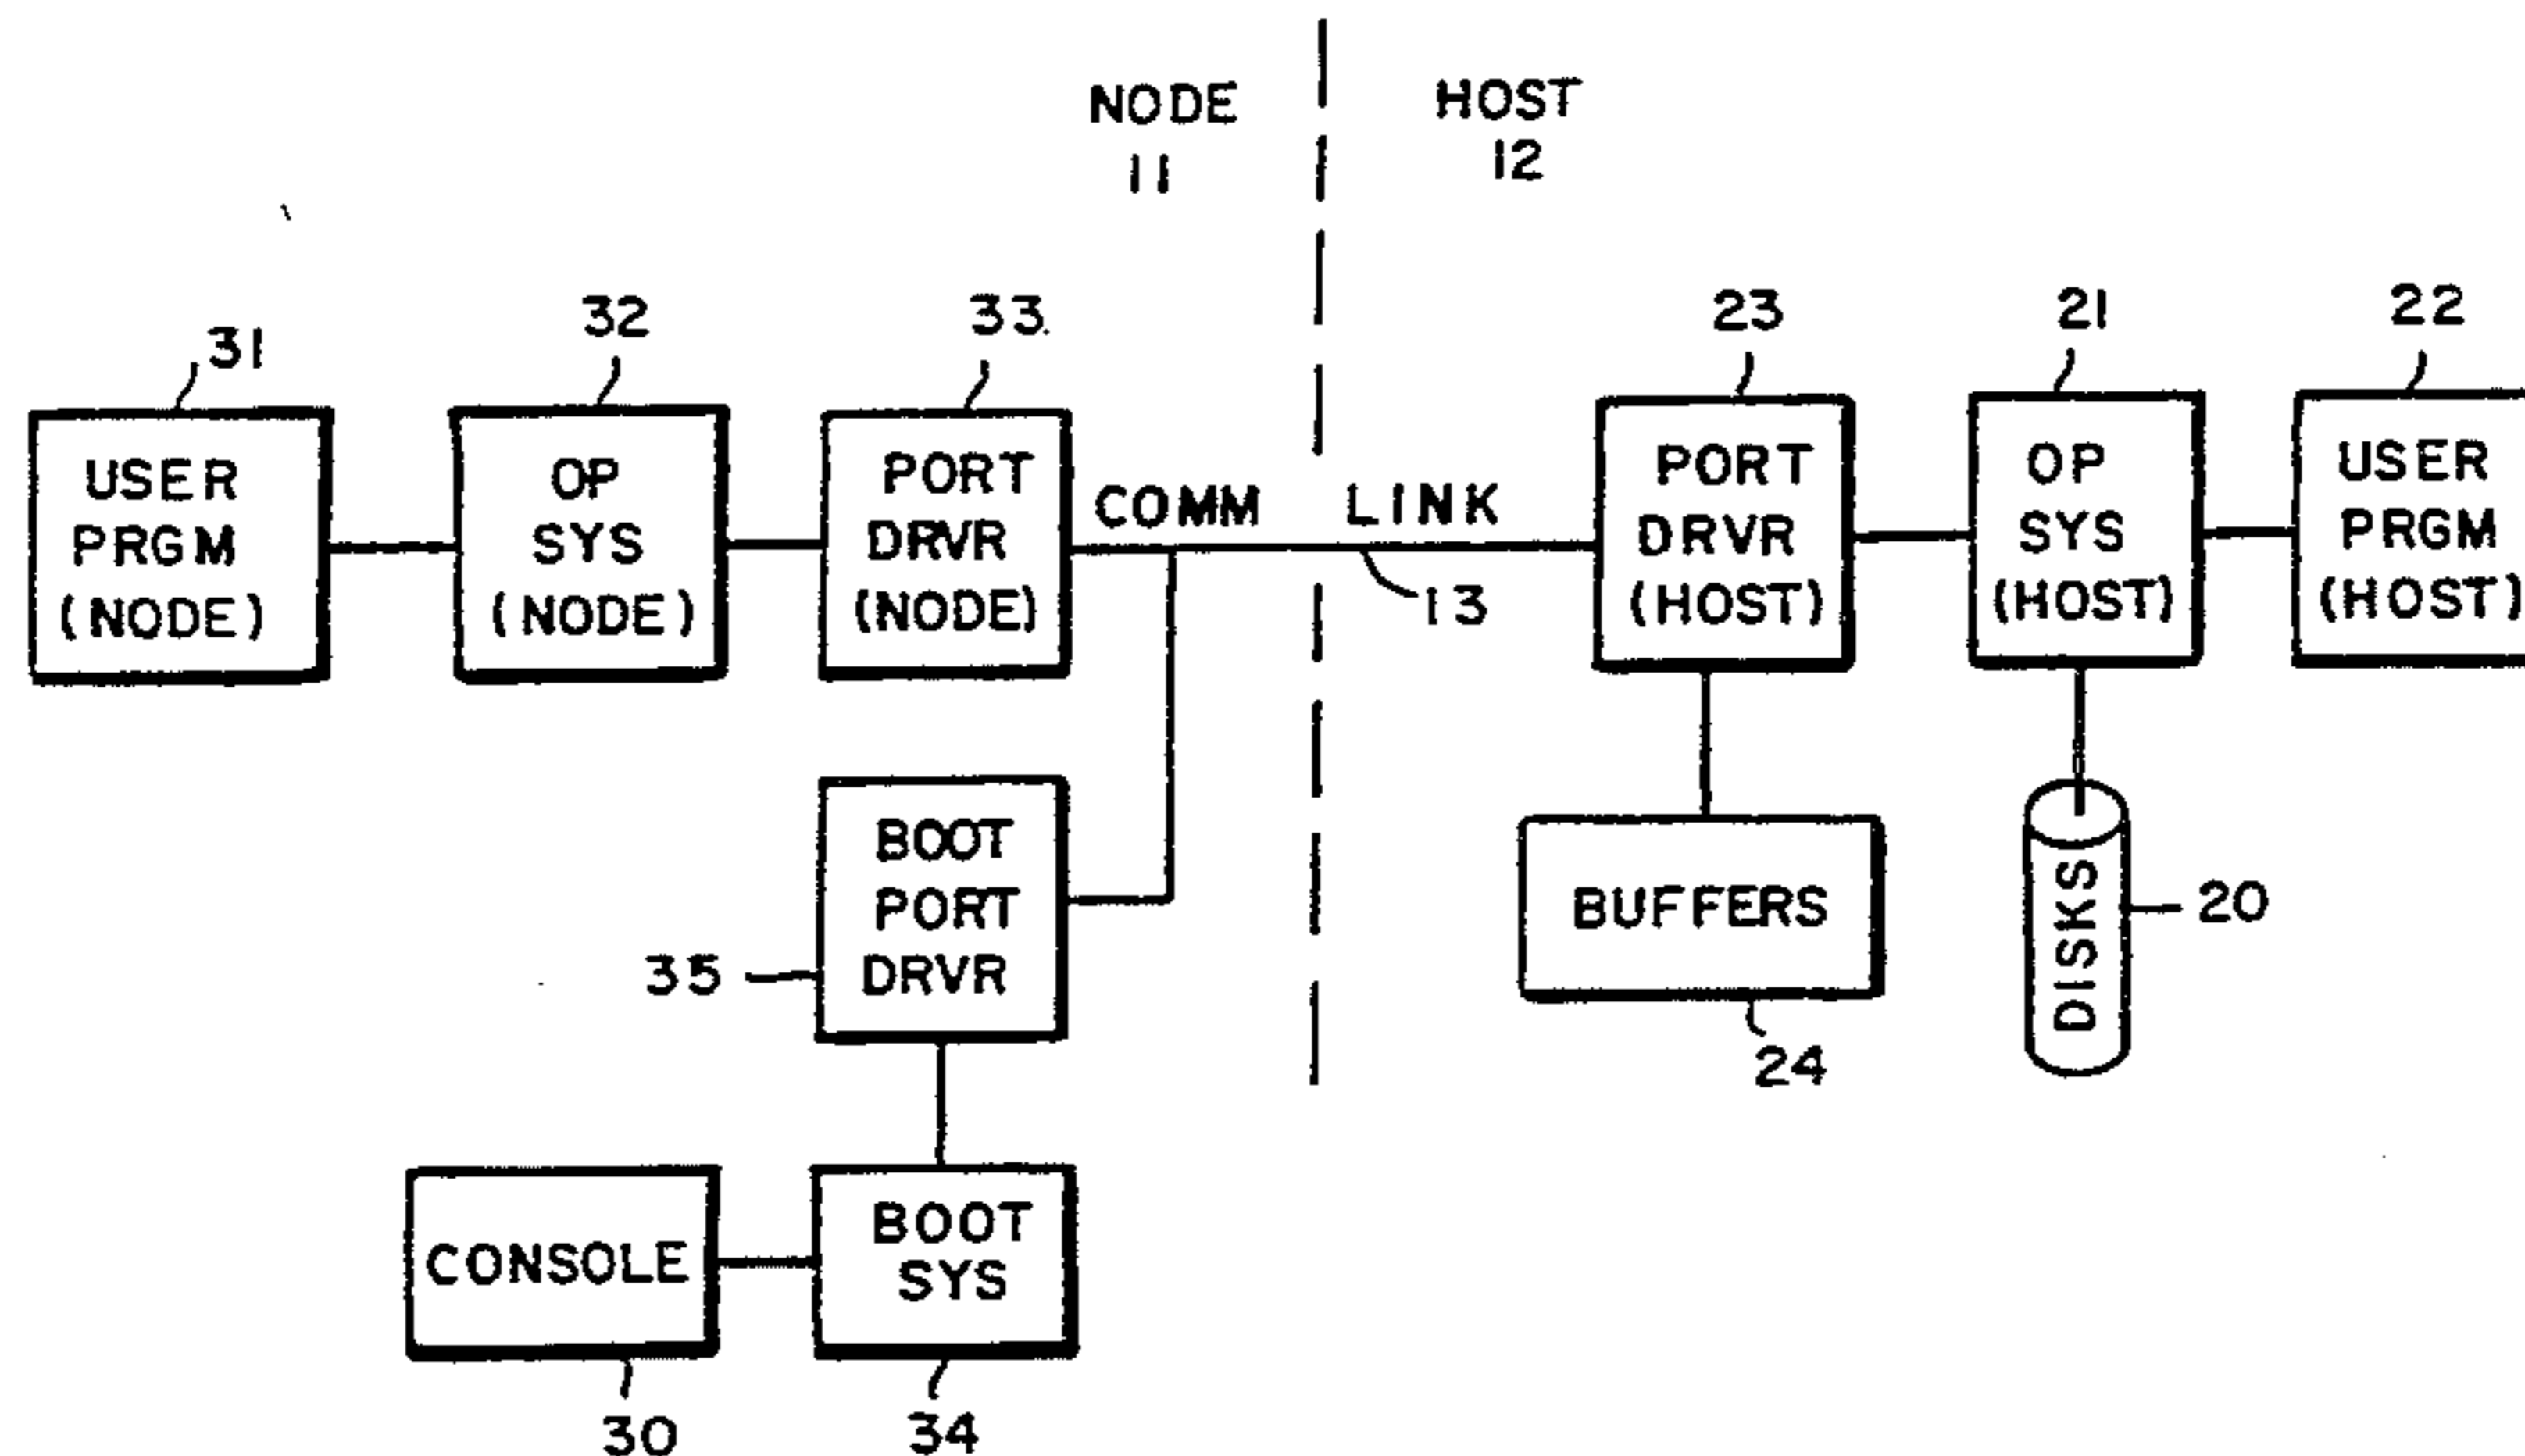 NODE
11
HOST
12
31
32
33
23
21
22
USER
PRGM
(NODE)
OP
SYS
(NODE)
PORT
DRVR
(NODE)
COMM LINK
13
PORT
DRVR
(HOST)
OP
SYS
(HOST)
USER
PRGM
(HOST)
BOOT
PORT
DRVR
35
BUFFERS
24
DISKS
20
CONSOLE
30
BOOT
SYS
34